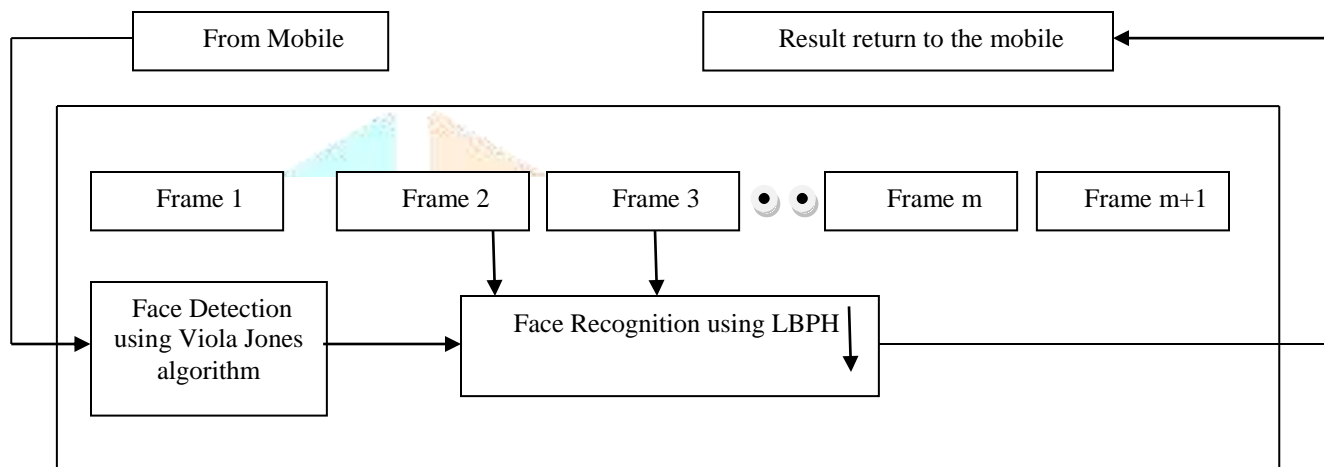 From Mobile
Result return to the mobile
Frame 1
Frame 2
Frame 3
Frame m
Frame m+1
Face Detection
using Viola Jones
algorithm
Face Recognition using LBPH